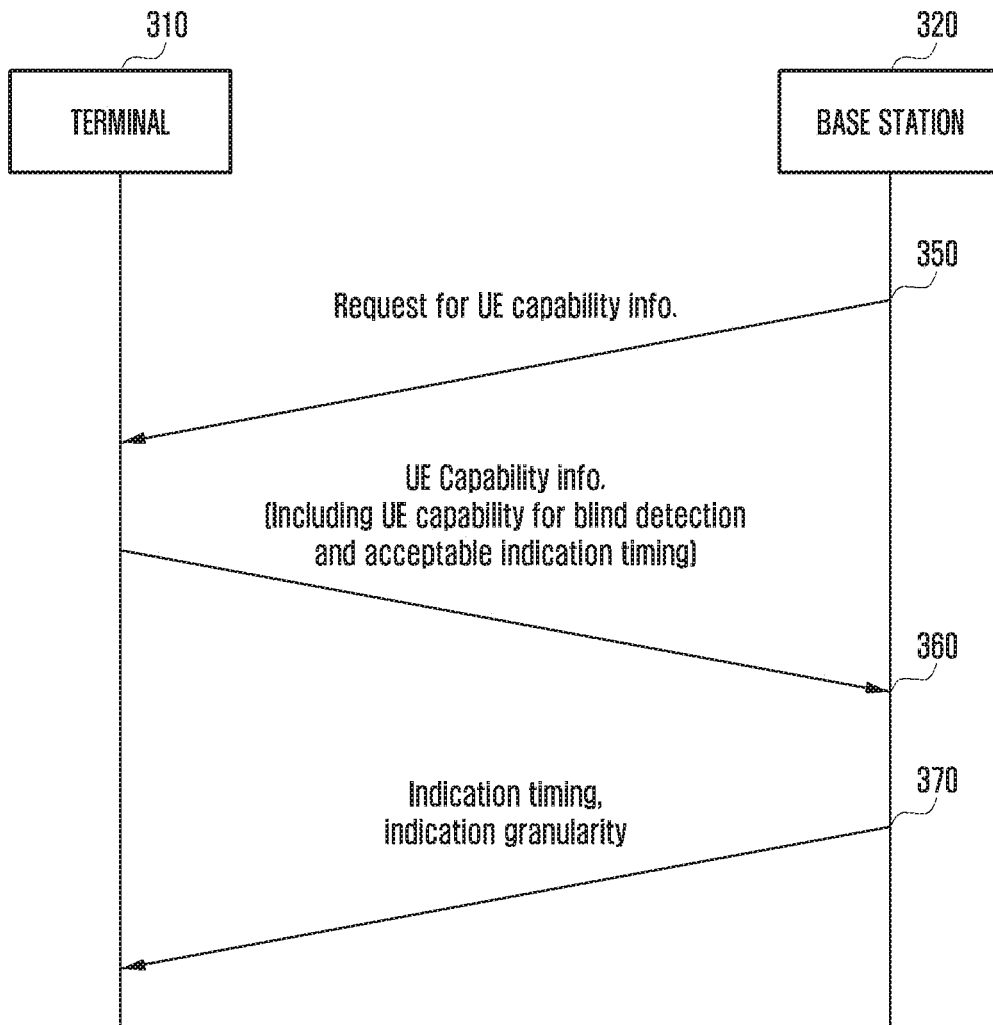 310
320
TERMINAL
BASE STATION
350
Request for UE capability info.
UE Capability info.
(Including UE capability for blind detection
and acceptable indication timing)
360
370
Indication timing,
indication granularity